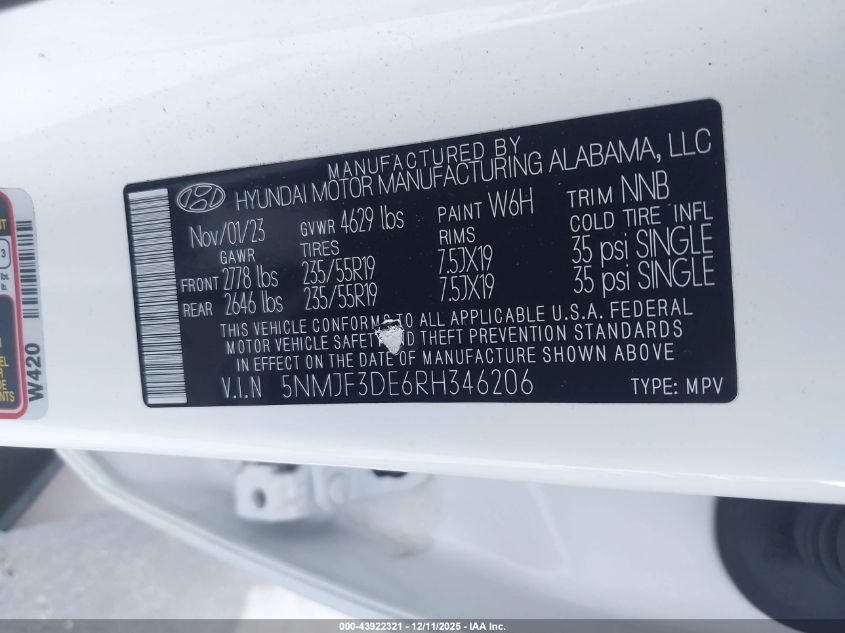 MANUFACTURED BY
HYUNDAI MOTOR MANUFACTURING ALABAMA, LLC
Nov/01/23 GVWR 4629 lbs PAINT W6H TRIM NNB
GAWR TIRES RIMS COLD TIRE INFL
FRONT 2778 lbs 235/55R19 7.5JX19 35 psi SINGLE
REAR 2646 lbs 235/55R19 7.5JX19 35 psi SINGLE
THIS VEHICLE CONFORMS TO ALL APPLICABLE U.S.A. FEDERAL
MOTOR VEHICLE SAFETY AND THEFT PREVENTION STANDARDS
IN EFFECT ON THE DATE OF MANUFACTURE SHOWN ABOVE.
V.I.N 5NMJF3DE6RH346206 TYPE: MPV
3
lbs.
lb.
W420
000-43922321 - 12/11/2025 - IAA Inc.